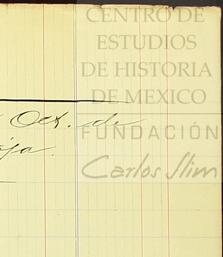 CENTRO DE
ESTUDIOS
DE HISTORIA
DE MEXICO
Oct. de
FUNDACIÓN
Carlos Slim